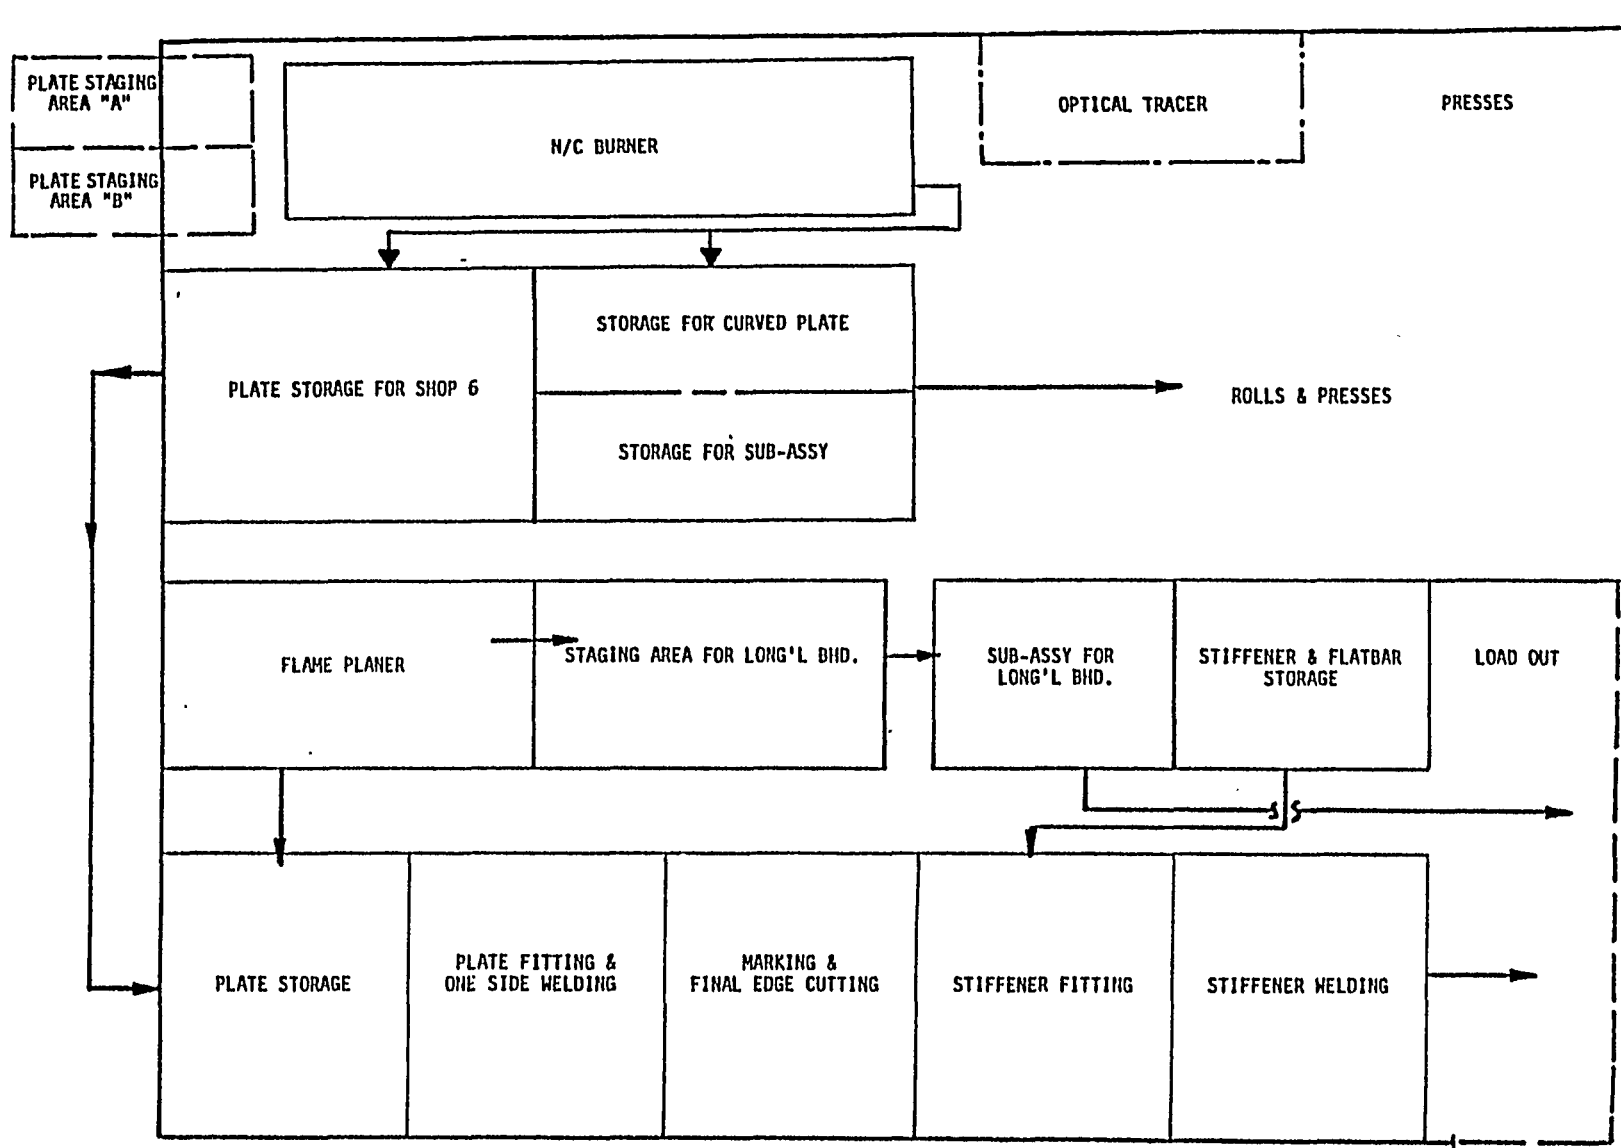 PLATE STAGING
AREA "A"
PLATE STAGING
AREA "B"
N/C BURNER
OPTICAL TRACER
PRESSES
PLATE STORAGE FOR SHOP 6
STORAGE FOR CURVED PLATE
STORAGE FOR SUB-ASSY
ROLLS & PRESSES
FLAME PLANER
STAGING AREA FOR LONG'L BHD.
SUB-ASSY FOR
LONG'L BHD.
STIFFENER & FLATBAR
STORAGE
LOAD OUT
PLATE STORAGE
PLATE FITTING &
ONE SIDE WELDING
MARKING &
FINAL EDGE CUTTING
STIFFENER FITTING
STIFFENER WELDING